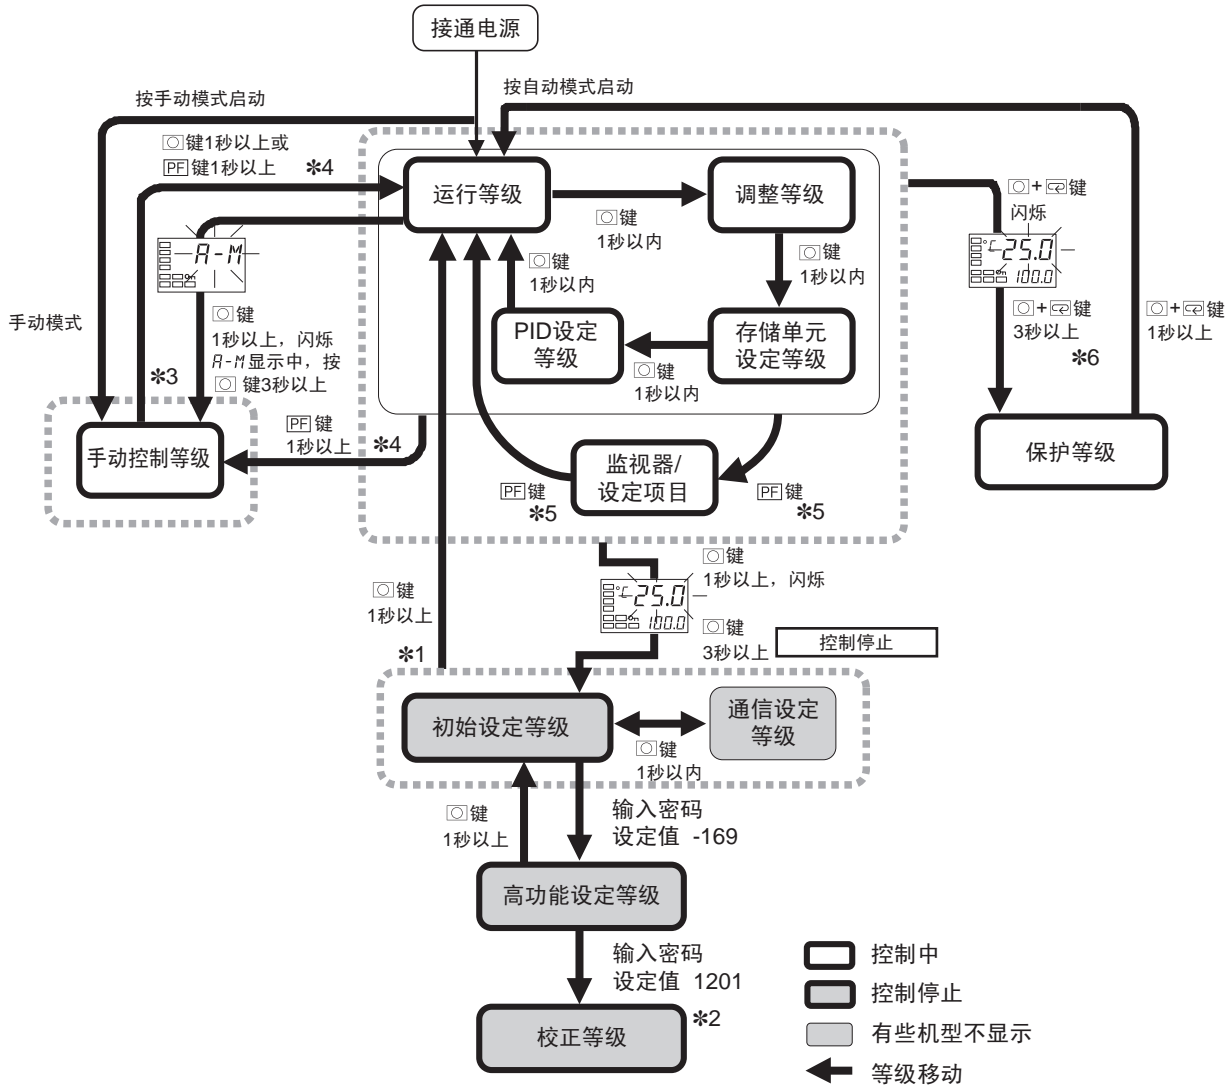 接通电源
按手动模式启动
按自动模式启动
键1秒以上或
PF 键1秒以上 ✻4
运行等级
键
1秒以内
调整等级
键
1秒以内
键
1秒以内
PID设定
等级
键
1秒以内
存储单元
设定等级
A-M
手动模式
键
1秒以上，闪烁
A-M显示中，按
键3秒以上
✻3
手动控制等级
PF 键
1秒以上 ✻4
监视器/
设定项目
PF 键
✻5
PF 键
✻5
+ 键
闪烁
°C 25.0
100.0
+ 键
3秒以上
✻6
+ 键
1秒以上
保护等级
键
1秒以上
✻1
键
1秒以上，闪烁
°C 25.0
100.0
键
3秒以上
控制停止
初始设定等级
键
1秒以内
通信设定
等级
键
1秒以上
输入密码
设定值 -169
高功能设定等级
输入密码
设定值 1201
校正等级
✻2
控制中
控制停止
有些机型不显示
等级移动